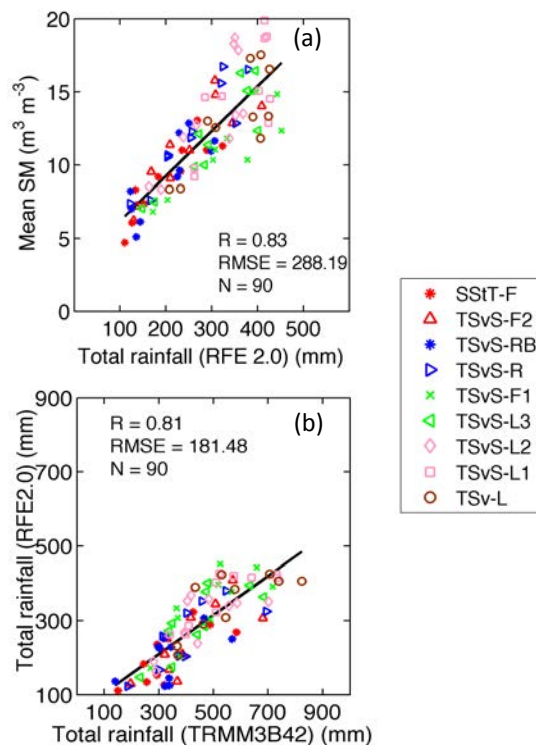 (a)
20
15
10
5
0
Mean SM (m³ m⁻³)
R = 0.83
RMSE = 288.19
N = 90
100 200 300 400 500
Total rainfall (RFE 2.0) (mm)
SStT-F
TSvS-F2
TSvS-RB
TSvS-R
TSvS-F1
TSvS-L3
TSvS-L2
TSvS-L1
TSv-L
(b)
900
700
500
300
100
Total rainfall (RFE2.0) (mm)
R = 0.81
RMSE = 181.48
N = 90
100 300 500 700 900
Total rainfall (TRMM3B42) (mm)